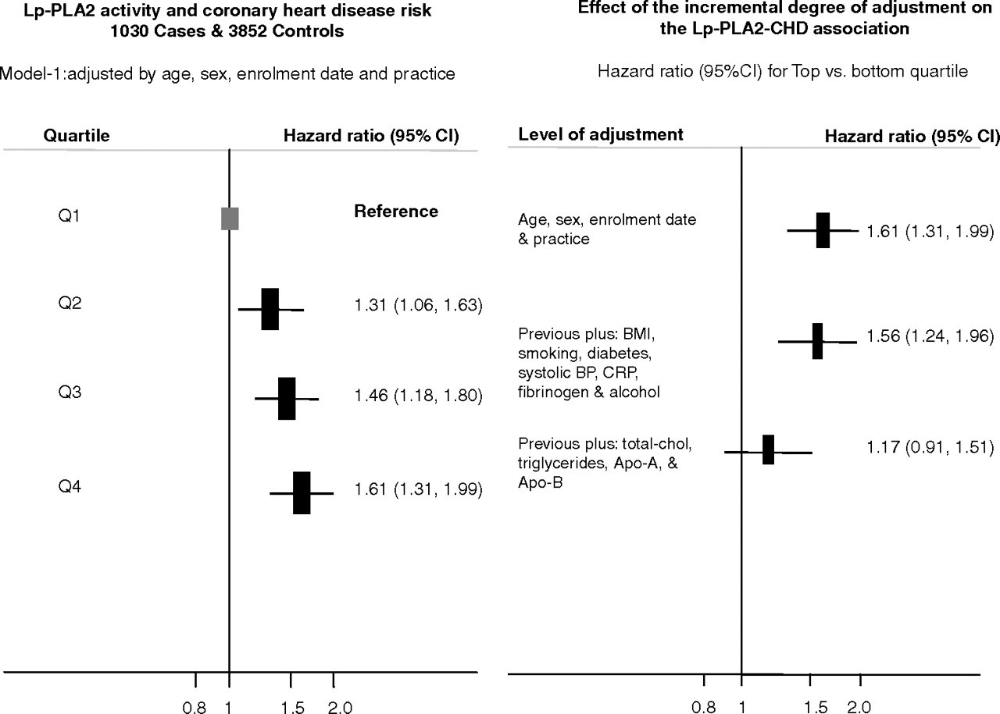 Lp-PLA2 activity and coronary heart disease risk
1030 Cases & 3852 Controls
Model-1:adjusted by age, sex, enrolment date and practice
Quartile Hazard ratio (95% CI)
Q1 Reference
Q2 1.31 (1.06, 1.63)
Q3 1.46 (1.18, 1.80)
Q4 1.61 (1.31, 1.99)
0.8 1 1.5 2.0
Effect of the incremental degree of adjustment on
the Lp-PLA2-CHD association
Hazard ratio (95%CI) for Top vs. bottom quartile
Level of adjustment Hazard ratio (95% CI)
Age, sex, enrolment date
& practice
1.61 (1.31, 1.99)
Previous plus: BMI,
smoking, diabetes,
systolic BP, CRP,
fibrinogen & alcohol
1.56 (1.24, 1.96)
Previous plus: total-chol,
triglycerides, Apo-A, &
Apo-B
1.17 (0.91, 1.51)
0.8 1 1.5 2.0